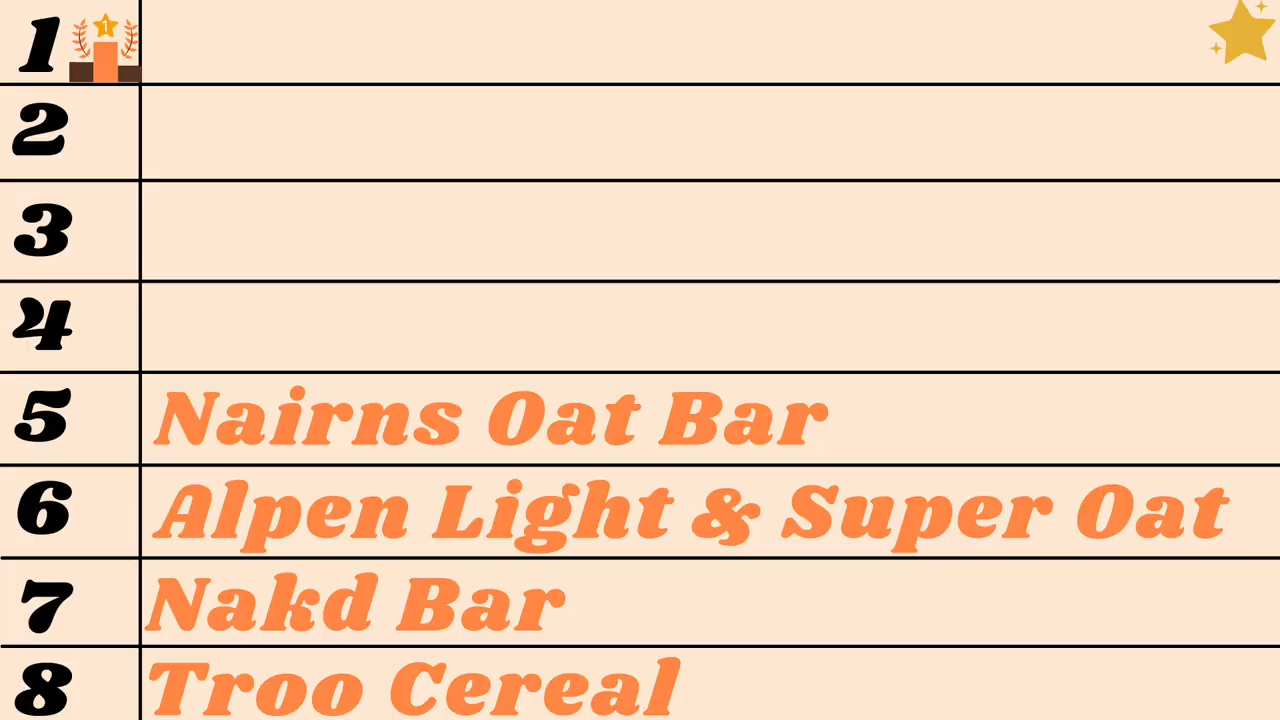 1 1
2
3
4
5 Nairns Oat Bar
6 Alpen Light & Super Oat
7 Nakd Bar
8 Troo Cereal